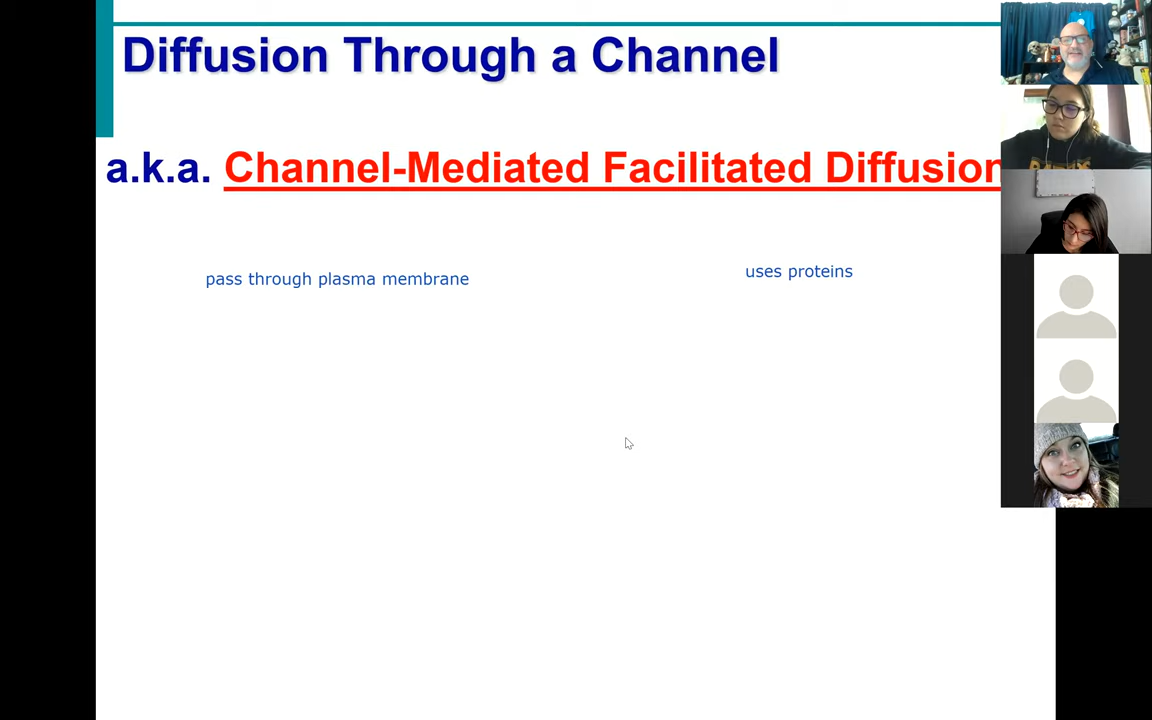 Diffusion Through a Channel
a.k.a. Channel-Mediated Facilitated Diffusion
pass through plasma membrane
uses proteins